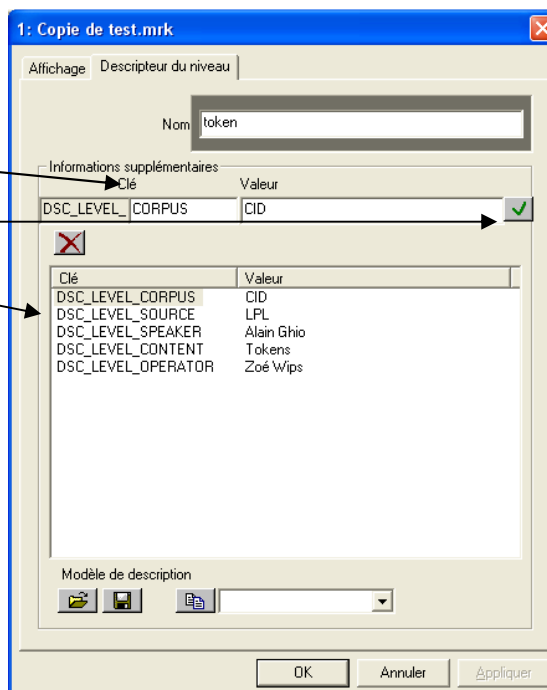 1: Copie de test.mrk
Affichage Descripteur du niveau
Nom token
Informations supplémentaires
Clé Valeur
DSC_LEVEL_ CORPUS CID
Clé Valeur
DSC_LEVEL_CORPUS CID
DSC_LEVEL_SOURCE LPL
DSC_LEVEL_SPEAKER Alain Ghio
DSC_LEVEL_CONTENT Tokens
DSC_LEVEL_OPERATOR Zoé Wips
Modèle de description
OK Annuler Appliquer